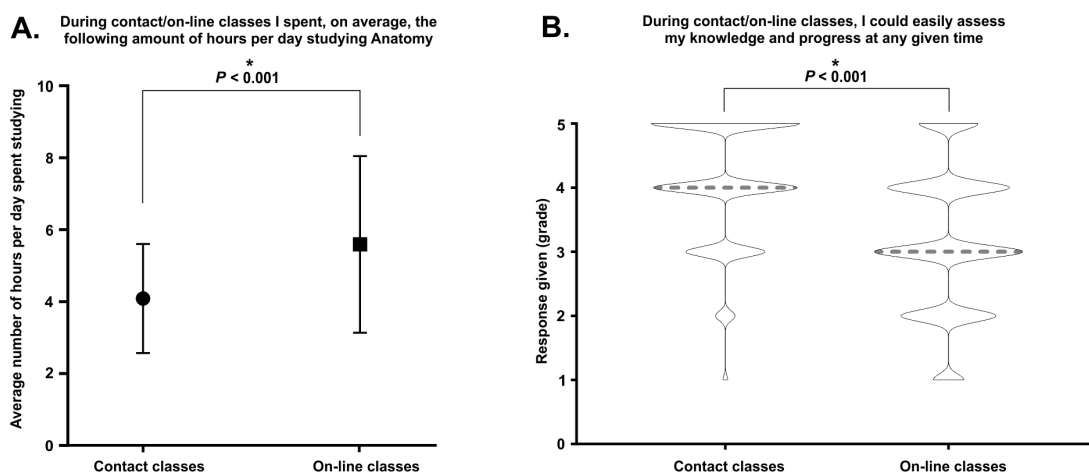 A.
During contact/on-line classes I spent, on average, the
following amount of hours per day studying Anatomy
*
P < 0.001
Average number of hours per day spent studying
10
8
6
4
2
0
Contact classes
On-line classes
B.
During contact/on-line classes, I could easily assess
my knowledge and progress at any given time
*
P < 0.001
Response given (grade)
5
4
3
2
1
0
Contact classes
On-line classes